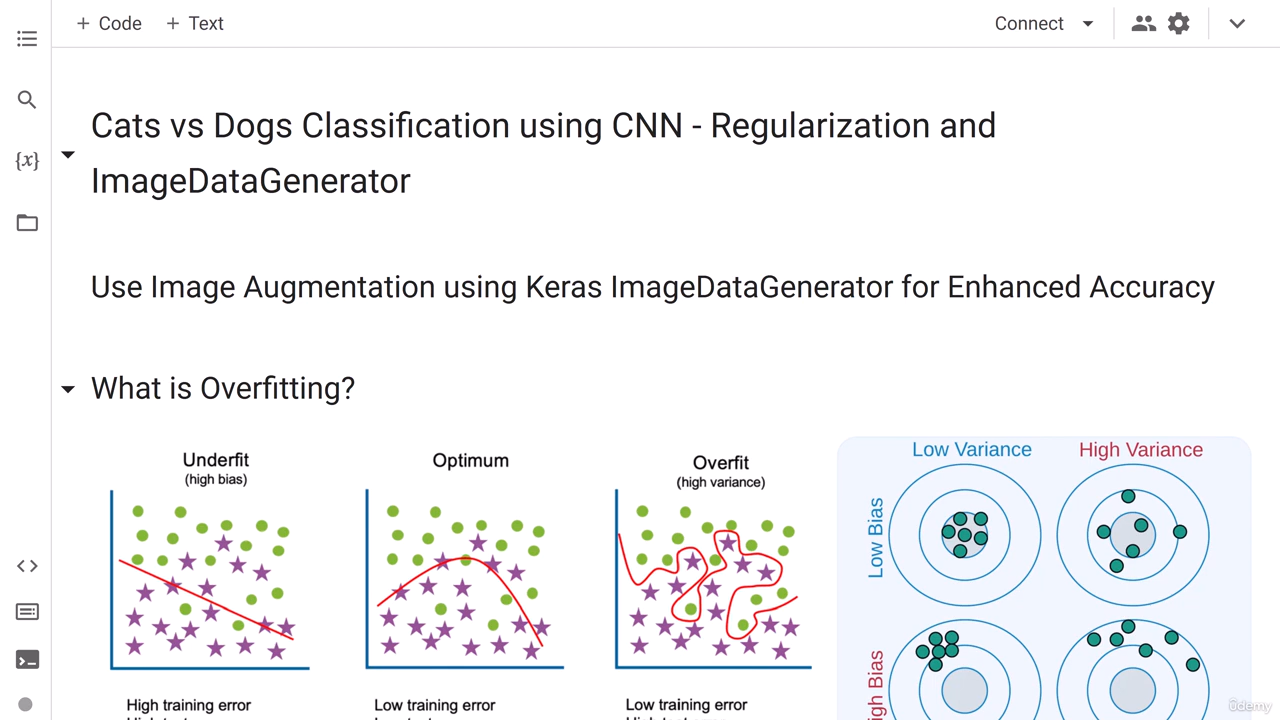 + Code + Text
Connect
{x}
Cats vs Dogs Classification using CNN - Regularization and
ImageDataGenerator
Use Image Augmentation using Keras ImageDataGenerator for Enhanced Accuracy
What is Overfitting?
Underfit
(high bias)
Optimum
Overfit
(high variance)
Low Variance
High Variance
Low Bias
High training error
Low training error
Low training error
udemy